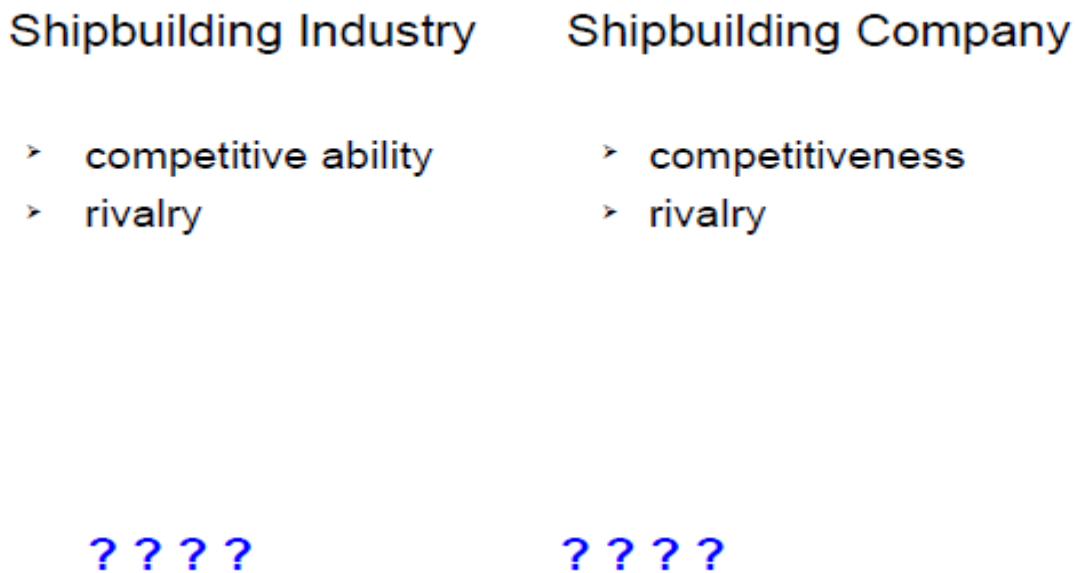 Shipbuilding Industry Shipbuilding Company
➢ competitive ability ➢ competitiveness
➢ rivalry ➢ rivalry
? ? ? ? ? ? ? ?